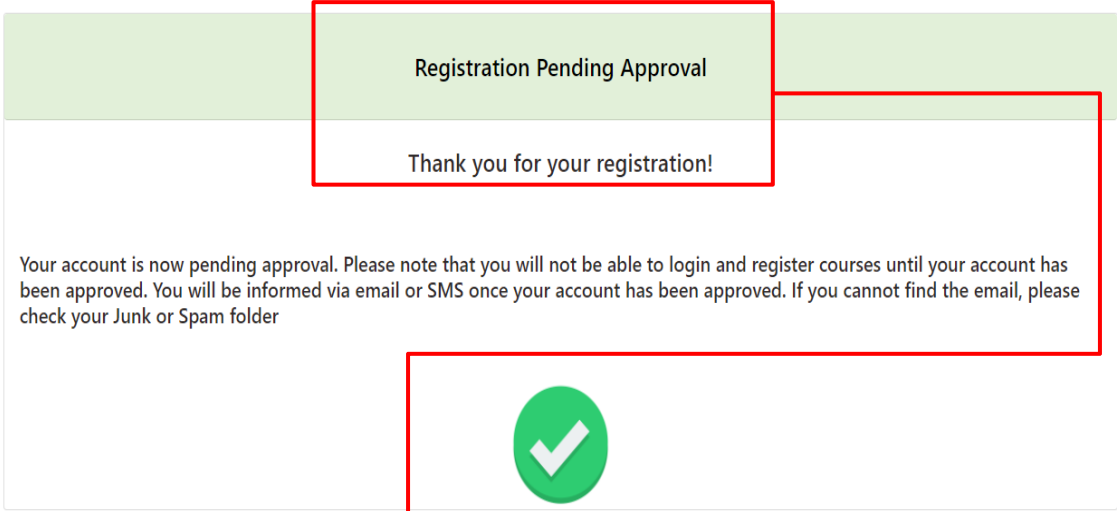 Registration Pending Approval
Thank you for your registration!
Your account is now pending approval. Please note that you will not be able to login and register courses until your account has
been approved. You will be informed via email or SMS once your account has been approved. If you cannot find the email, please
check your Junk or Spam folder